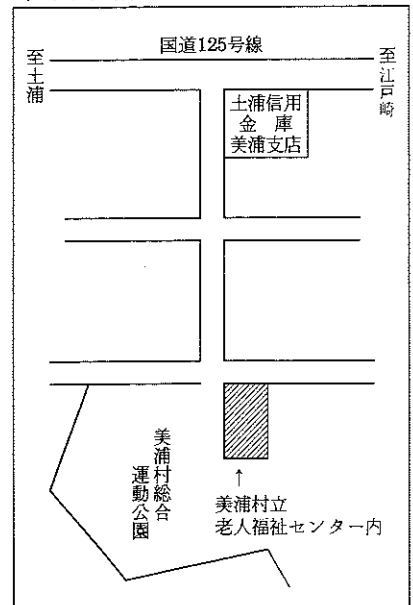 国道125号線
至土浦
至江戸崎
土浦信用
金庫
美浦支店
美浦村総合
運動公園
↑
美浦村立
老人福祉センター内